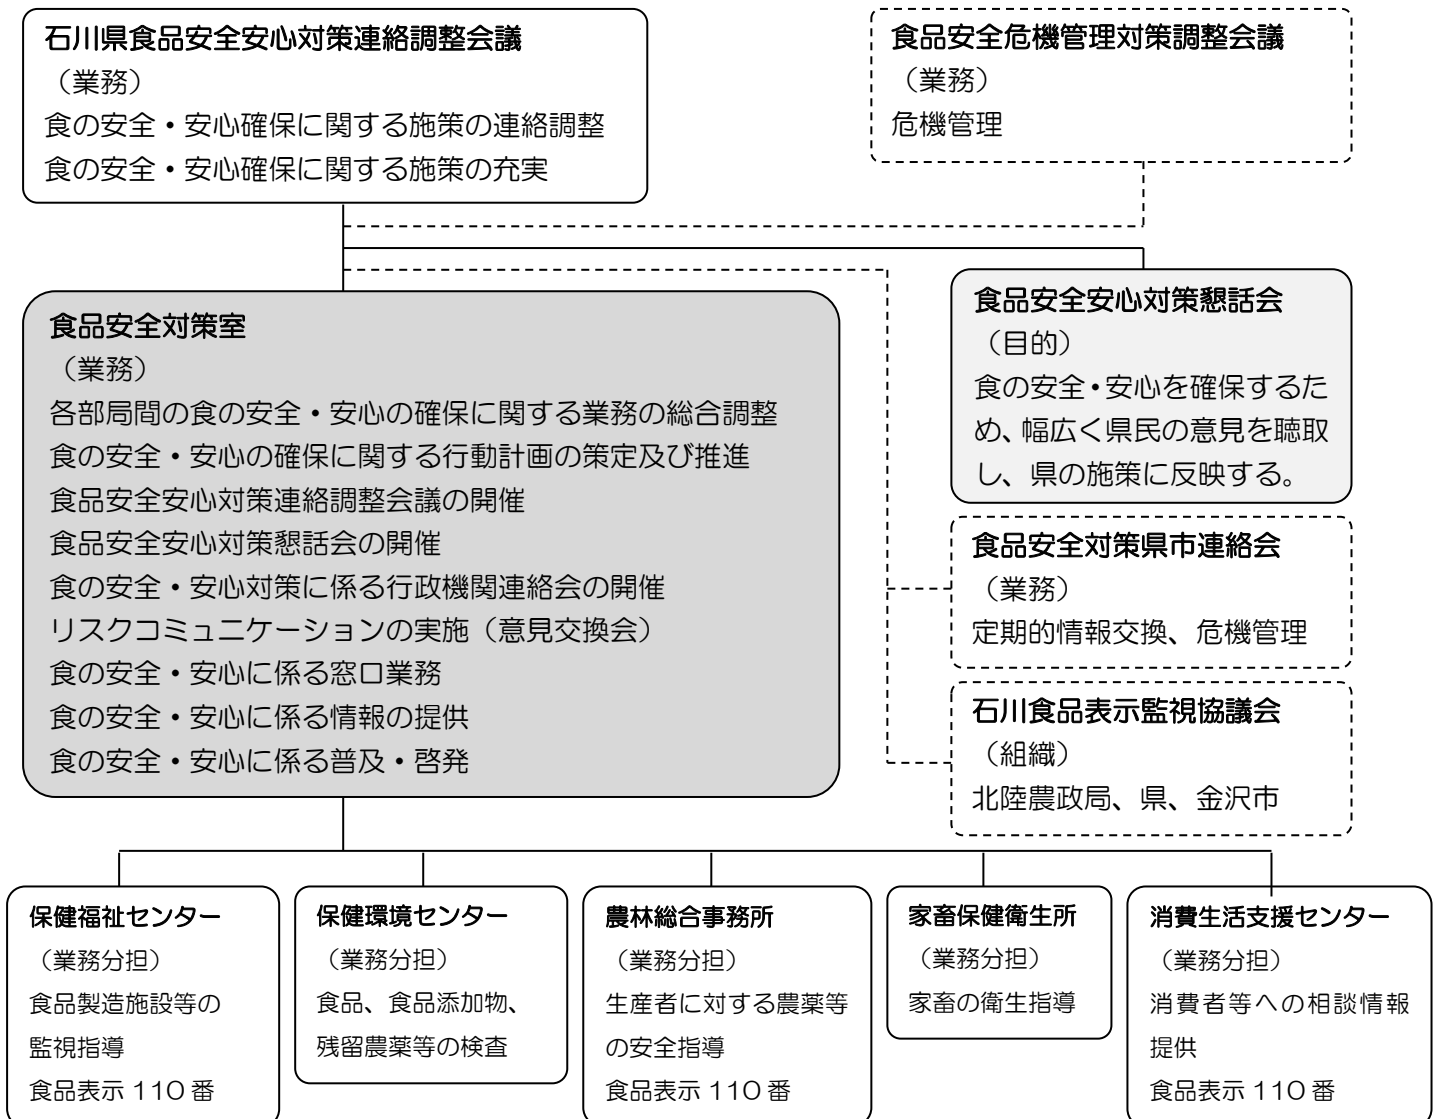 石川県食品安全安心対策連絡調整会議
（業務）
食の安全・安心確保に関する施策の連絡調整
食の安全・安心確保に関する施策の充実
食品安全危機管理対策調整会議
（業務）
危機管理
食品安全対策室
（業務）
各部局間の食の安全・安心の確保に関する業務の総合調整
食の安全・安心の確保に関する行動計画の策定及び推進
食品安全安心対策連絡調整会議の開催
食品安全安心対策懇話会の開催
食の安全・安心対策に係る行政機関連絡会の開催
リスクコミュニケーションの実施（意見交換会）
食の安全・安心に係る窓口業務
食の安全・安心に係る情報の提供
食の安全・安心に係る普及・啓発
食品安全安心対策懇話会
（目的）
食の安全・安心を確保するた
め、幅広く県民の意見を聴取
し、県の施策に反映する。
食品安全対策県市連絡会
（業務）
定期的情報交換、危機管理
石川食品表示監視協議会
（組織）
北陸農政局、県、金沢市
保健福祉センター
（業務分担）
食品製造施設等の
監視指導
食品表示 110 番
保健環境センター
（業務分担）
食品、食品添加物、
残留農薬等の検査
農林総合事務所
（業務分担）
生産者に対する農薬等
の安全指導
食品表示 110 番
家畜保健衛生所
（業務分担）
家畜の衛生指導
消費生活支援センター
（業務分担）
消費者等への相談情報
提供
食品表示 110 番